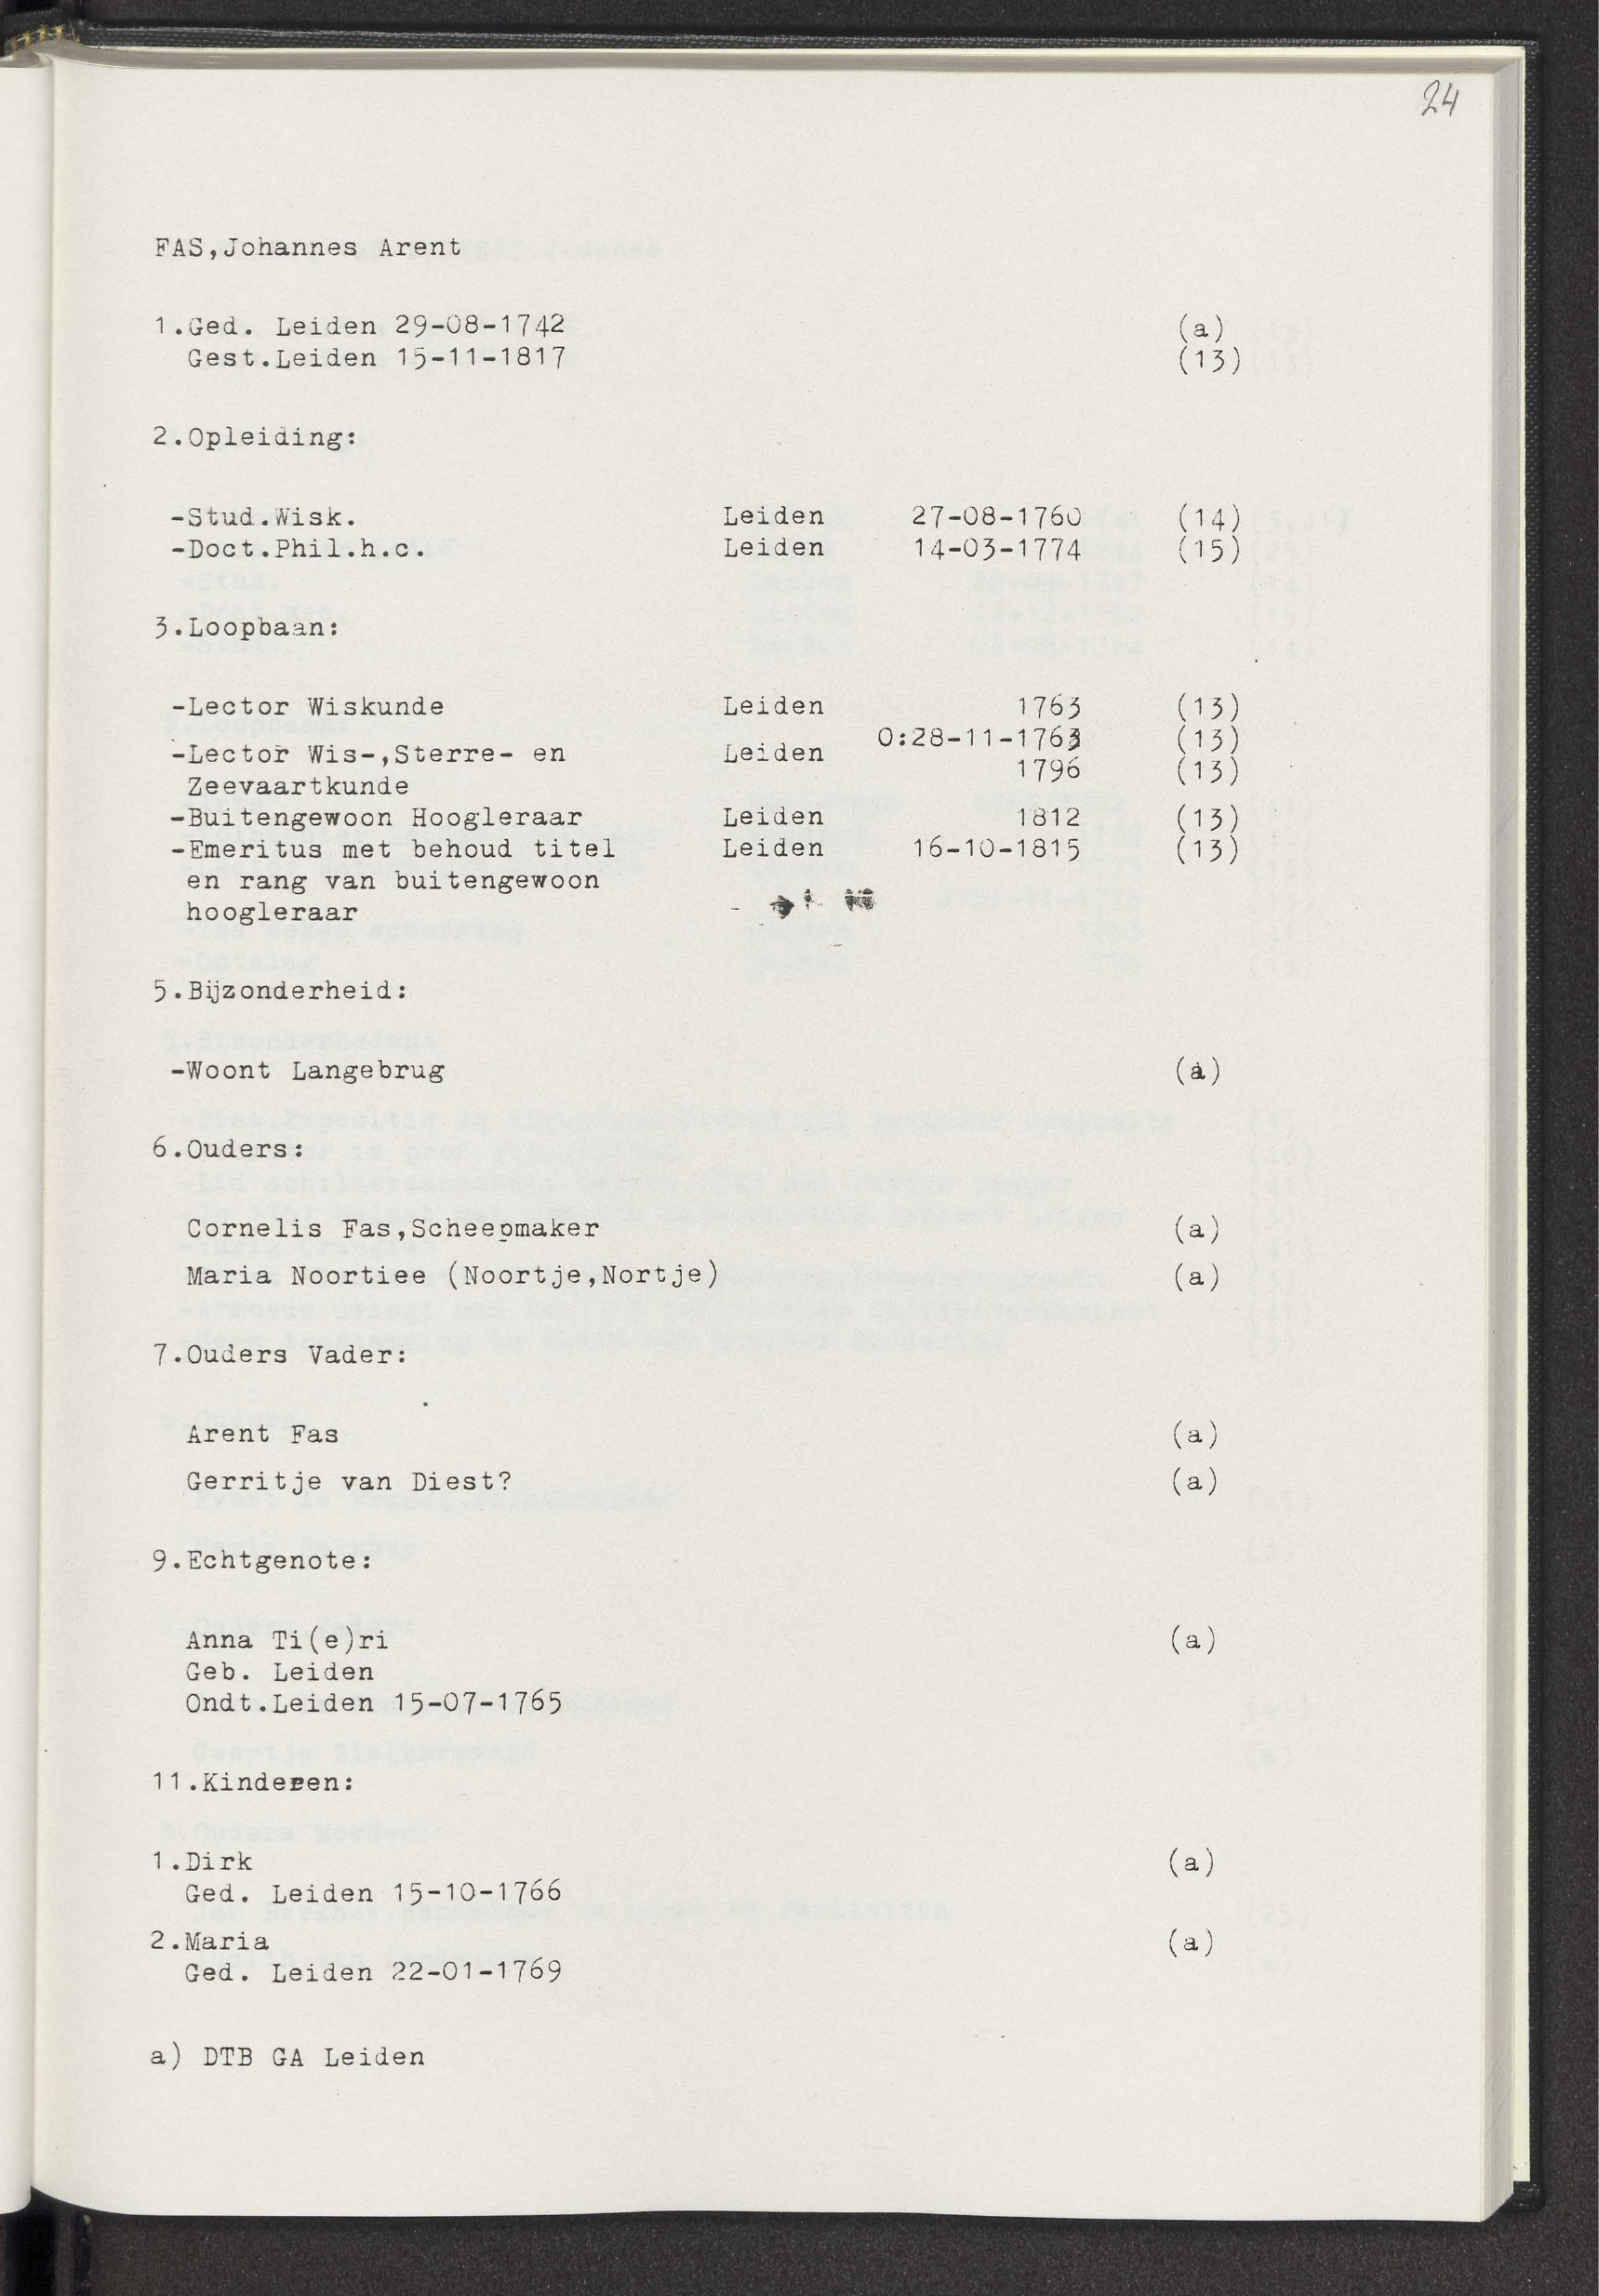 24
FAS,Johannes Arent
1.Ged. Leiden 29-08-1742 (a)
Gest.Leiden 15-11-1817 (13)
2.Opleiding:
-Stud.Wisk. Leiden 27-08-1760 (14)
-Doct.Phil.h.c. Leiden 14-03-1774 (15)
3.Loopbaan:
-Lector Wiskunde Leiden 1763 (13)
O:28-11-1763 (13)
-Lector Wis-,Sterre- en Leiden 1796 (13)
Zeevaartkunde
-Buitengewoon Hoogleraar Leiden 1812 (13)
-Emeritus met behoud titel Leiden 16-10-1815 (13)
en rang van buitengewoon
hoogleraar
5.Bijzonderheid:
-Woont Langebrug (a)
6.Ouders:
Cornelis Fas,Scheepmaker (a)
Maria Noortiee (Noortje,Nortje) (a)
7.Ouders Vader:
Arent Fas (a)
Gerritje van Diest? (a)
9.Echtgenote:
Anna Ti(e)ri (a)
Geb. Leiden
Ondt.Leiden 15-07-1765
11.Kinderen:
1.Dirk (a)
Ged. Leiden 15-10-1766
2.Maria (a)
Ged. Leiden 22-01-1769
a) DTB GA Leiden